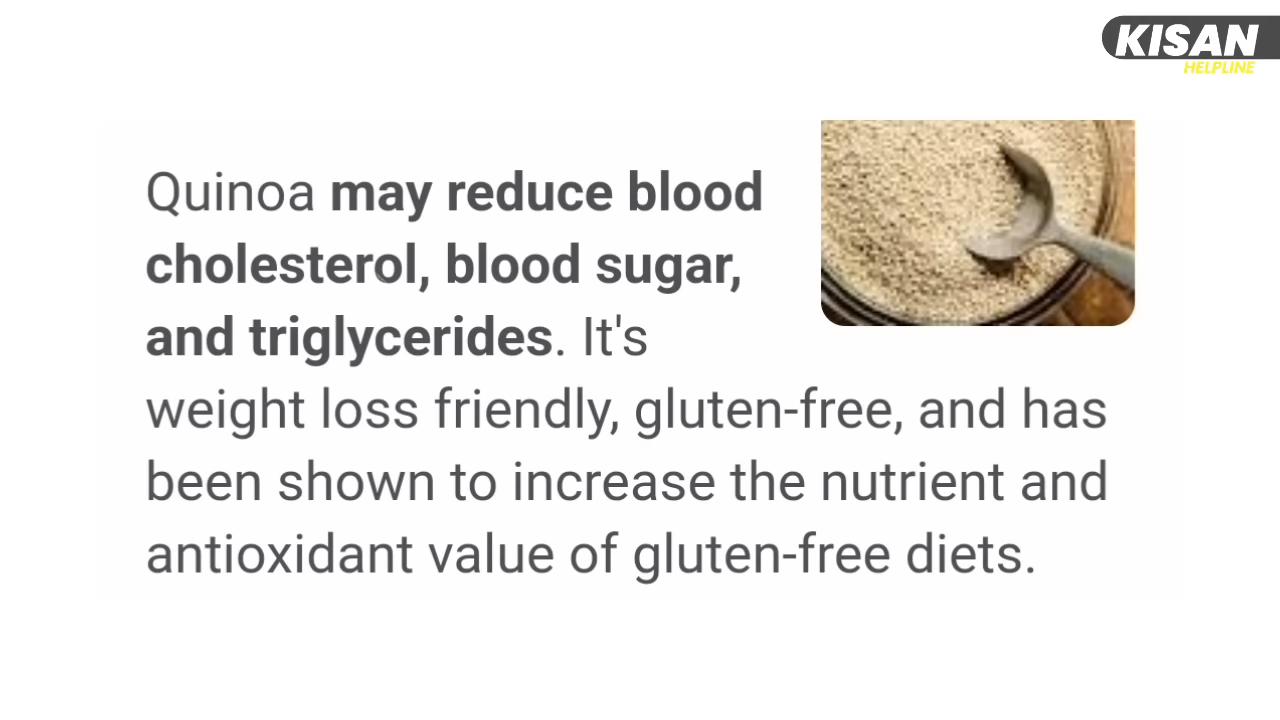 KISAN
HELPLINE
Quinoa may reduce blood
cholesterol, blood sugar,
and triglycerides. It's
weight loss friendly, gluten-free, and has
been shown to increase the nutrient and
antioxidant value of gluten-free diets.